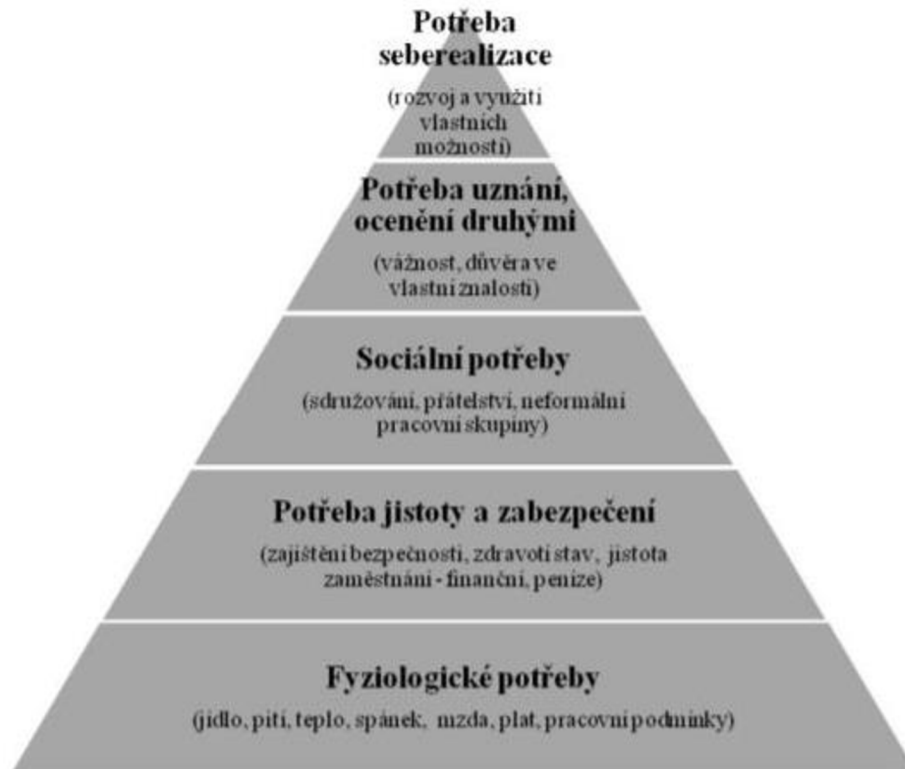 Potřeba
seberealizace
(rozvoj a využití
vlastních
možností)
Potřeba uznání,
ocenění druhými
(vážnost, důvěra ve
vlastní znalosti)
Sociální potřeby
(sdružování, přátelství, neformální
pracovní skupiny)
Potřeba jistoty a zabezpečení
(zajištění bezpečnosti, zdravotí stav, jistota
zaměstnání - finanční, peníze)
Fyziologické potřeby
(jídlo, pití, teplo, spánek, mzda, plat, pracovní podmínky)